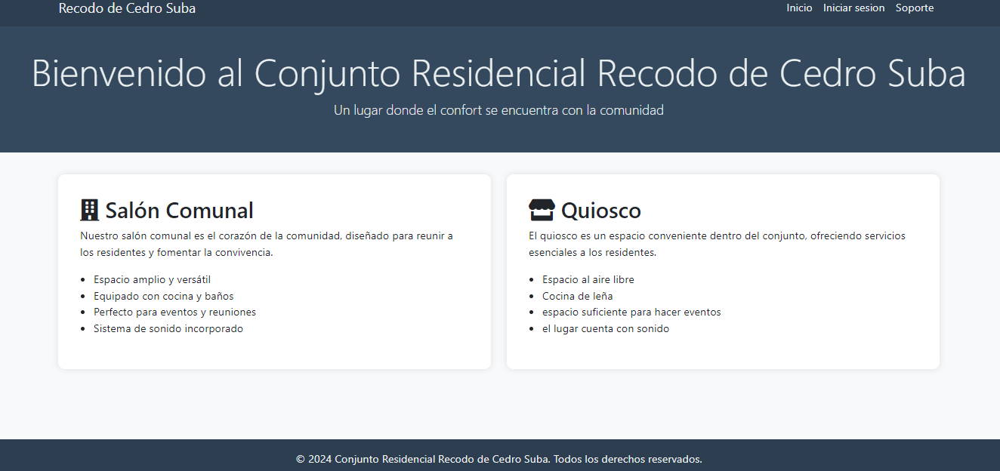 Recodo de Cedro Suba
Inicio Iniciar sesion Soporte
Bienvenido al Conjunto Residencial Recodo de Cedro Suba
Un lugar donde el confort se encuentra con la comunidad
Salón Comunal
Nuestro salón comunal es el corazón de la comunidad, diseñado para reunir a
los residentes y fomentar la convivencia.
Espacio amplio y versátil
Equipado con cocina y baños
Perfecto para eventos y reuniones
Sistema de sonido incorporado
Quiosco
El quiosco es un espacio conveniente dentro del conjunto, ofreciendo servicios
esenciales a los residentes.
Espacio al aire libre
Cocina de leña
espacio suficiente para hacer eventos
el lugar cuenta con sonido
© 2024 Conjunto Residencial Recodo de Cedro Suba. Todos los derechos reservados.